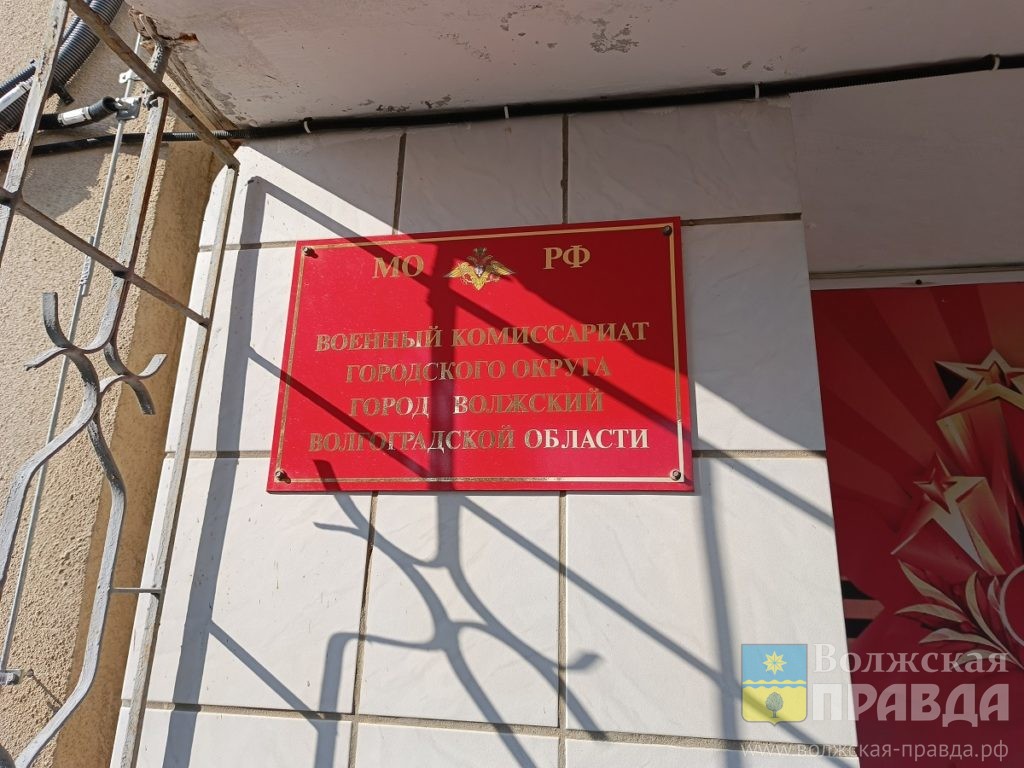 МО РФ
ВОЕННЫЙ КОМИССАРИАТ
ГОРОДСКОГО ОКРУГА
ГОРОД ВОЛЖСКИЙ
ВОЛГОГРАДСКОЙ ОБЛАСТИ
Волжская
ПРАВДА
www.волжская-правда.рф